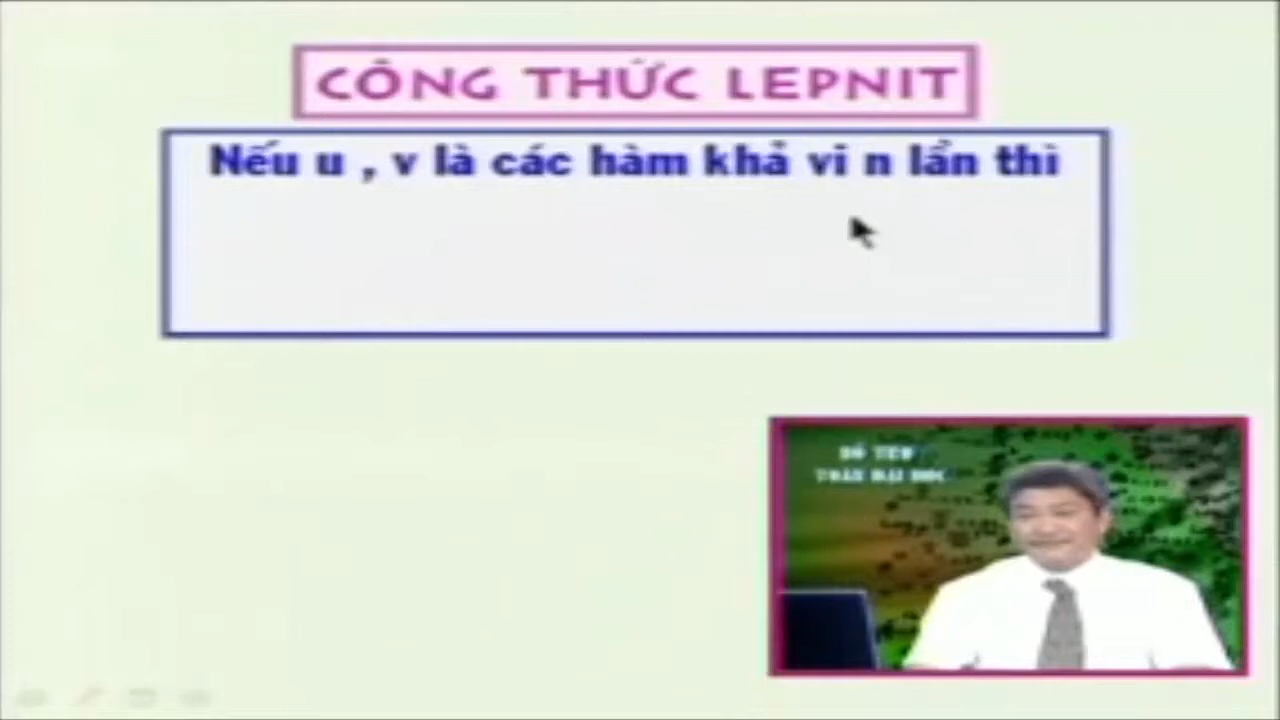 CÔNG THỨC LEPNIT
Nếu u , v là các hàm khả vi n lần thì